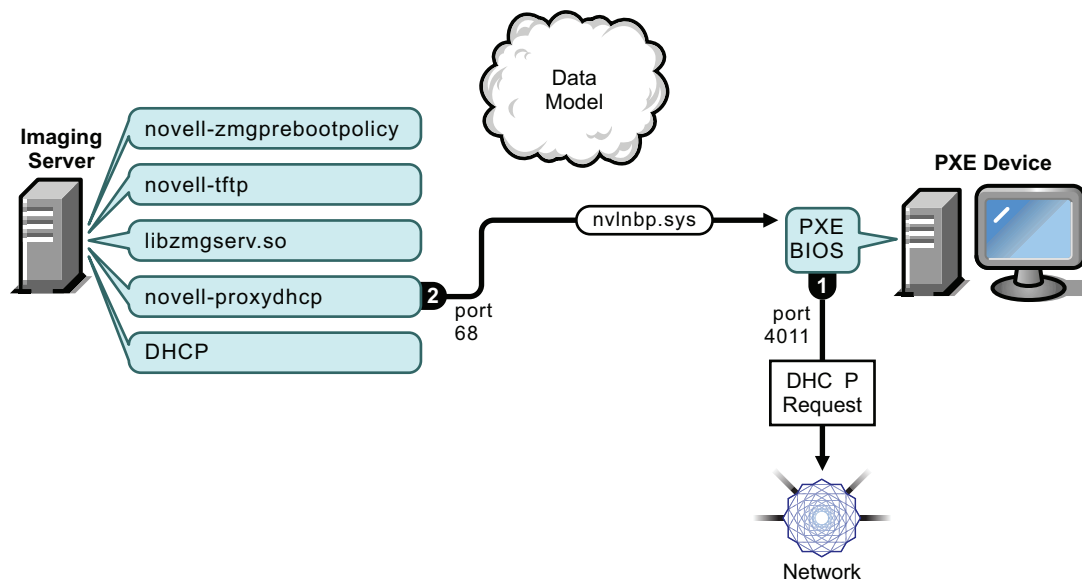 Data
Model
Imaging
Server
novell-zmgprebootpolicy
novell-tftp
libzmgserv.so
novell-proxydhcp
DHCP
2
port
68
nvlnbp.sys
PXE
BIOS
PXE Device
1
port
4011
DHC P
Request
Network